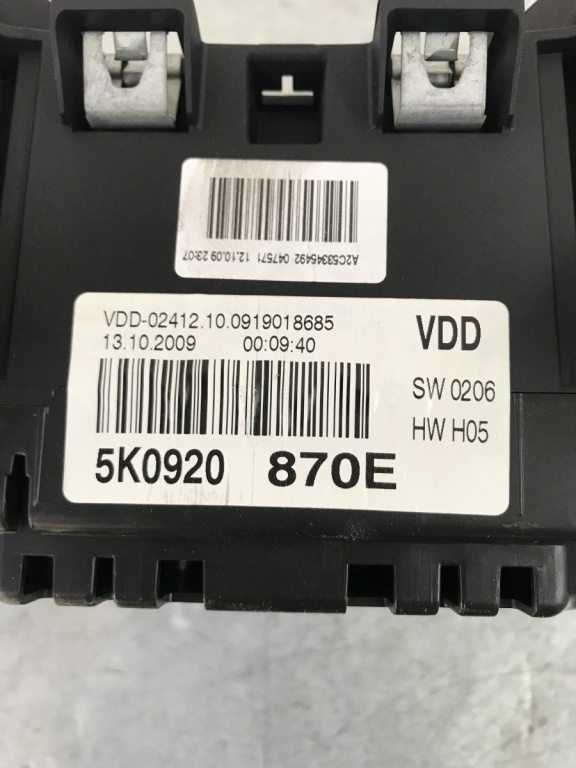 A2C53345492 047571 12.10.09 23:07
VDD-02412.10.0919018685
13.10.2009 00:09:40
VDD
SW 0206
HW H05
5K0920 870E